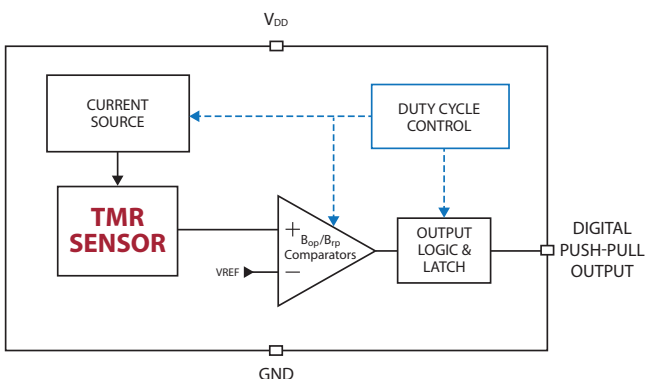 VDD
CURRENT
SOURCE
DUTY CYCLE
CONTROL
TMR
SENSOR
+
Bop/Brp
Comparators
VREF
−
OUTPUT
LOGIC &
LATCH
DIGITAL
PUSH-PULL
OUTPUT
GND